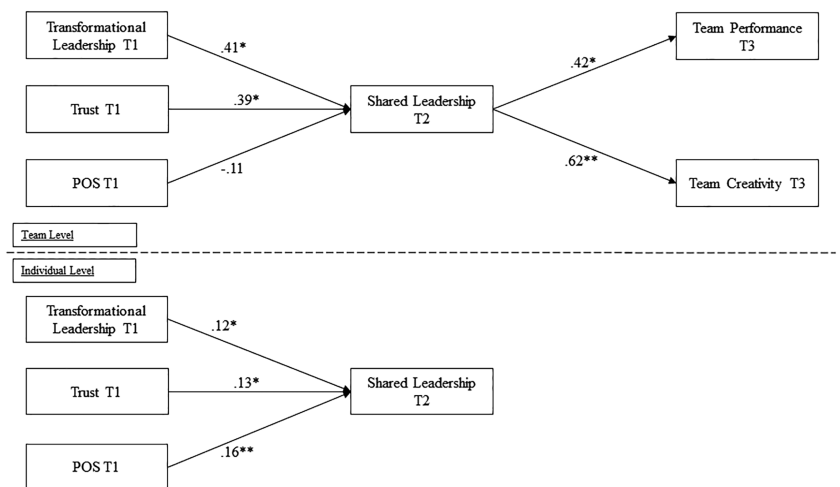 Transformational
Leadership T1
Team Performance
T3
.41*
.42*
Trust T1
.39*
Shared Leadership
T2
-.11
.62**
POS T1
Team Creativity T3
Team Level
Individual Level
Transformational
Leadership T1
.12*
Trust T1
.13*
Shared Leadership
T2
.16**
POS T1